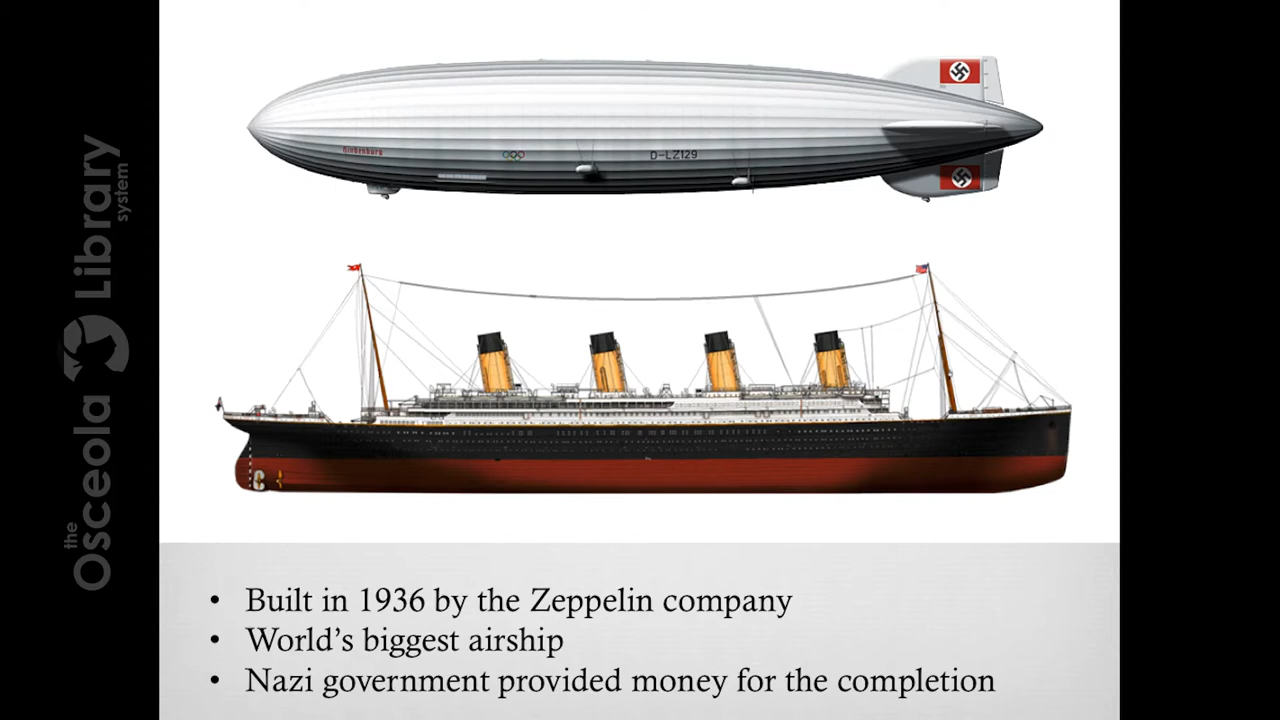 Hindenburg
D-LZ129
the Osceola Library system
• Built in 1936 by the Zeppelin company
• World’s biggest airship
• Nazi government provided money for the completion